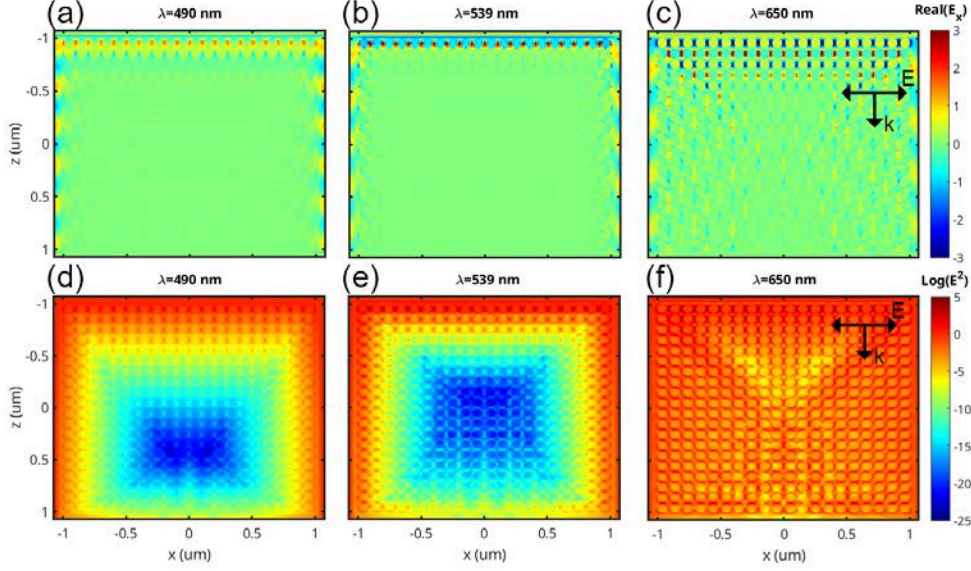 (a) λ=490 nm
(b) λ=539 nm
(c) λ=650 nm
Real(E_x)
-1
-0.5
0
0.5
1
z (um)
E
k
3
2
1
0
-1
-2
-3
(d) λ=490 nm
(e) λ=539 nm
(f) λ=650 nm
Log(E²)
-1
-0.5
0
0.5
1
z (um)
E
k
5
0
-5
-10
-15
-20
-25
-1 -0.5 0 0.5 1
-1 -0.5 0 0.5 1
-1 -0.5 0 0.5 1
x (um)
x (um)
x (um)